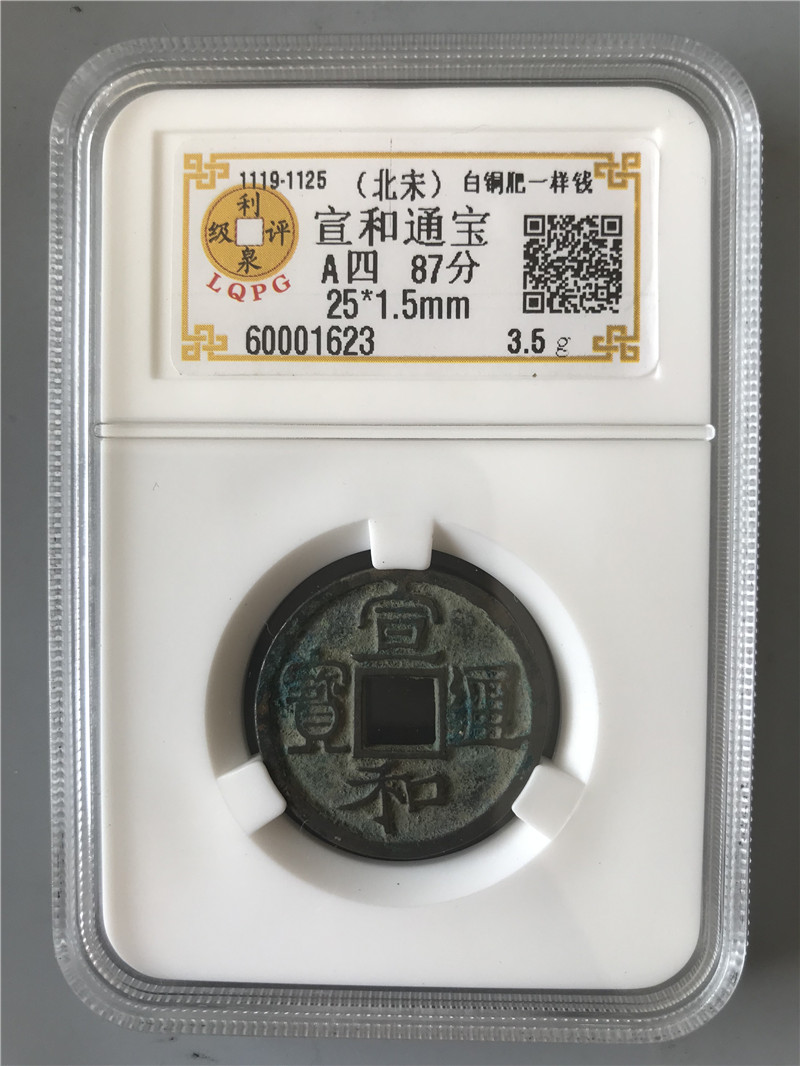 1119-1125 （北宋） 白铜肥一样钱
利泉评级
LQPG
宣和通宝
A四 87分
25*1.5mm
60001623 3.5 g
宣和通寳